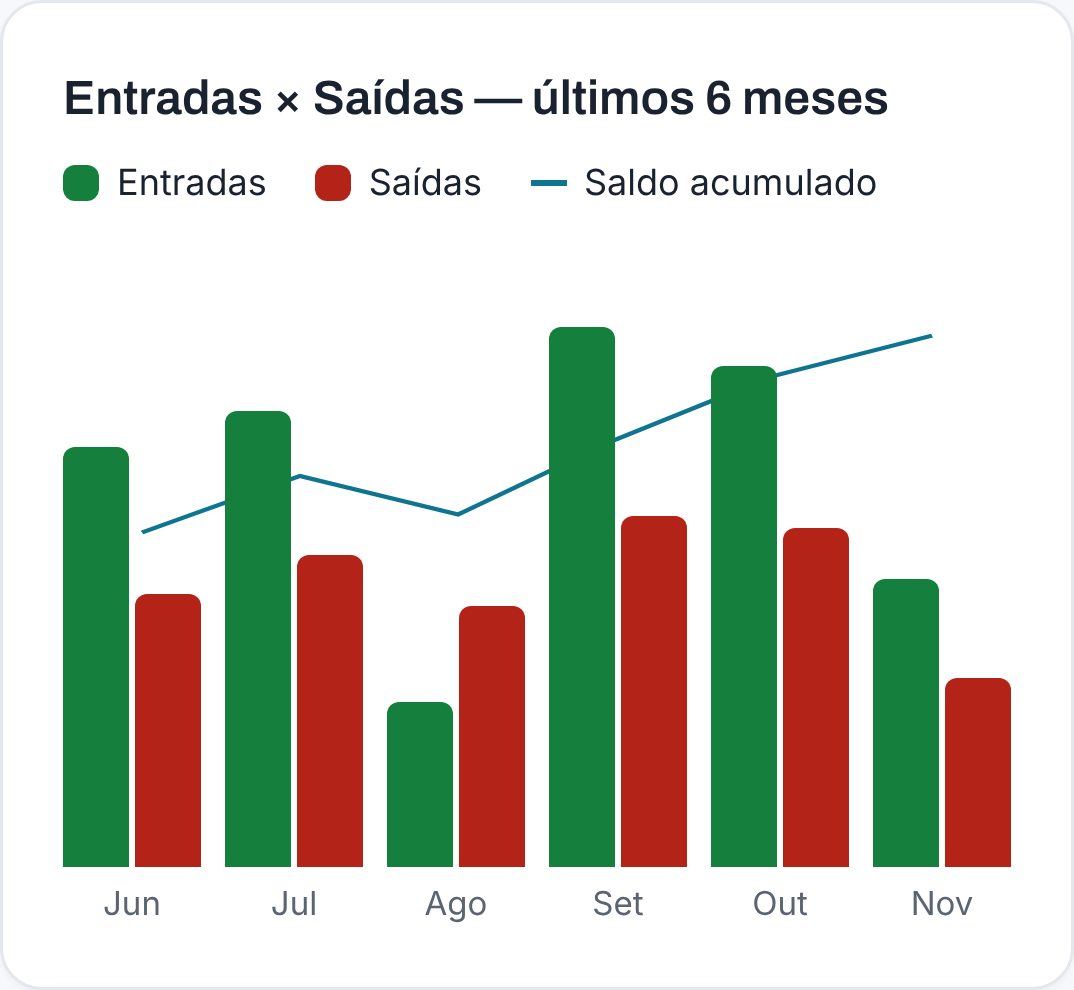 Entradas × Saídas — últimos 6 meses
Entradas Saídas Saldo acumulado
Jun Jul Ago Set Out Nov